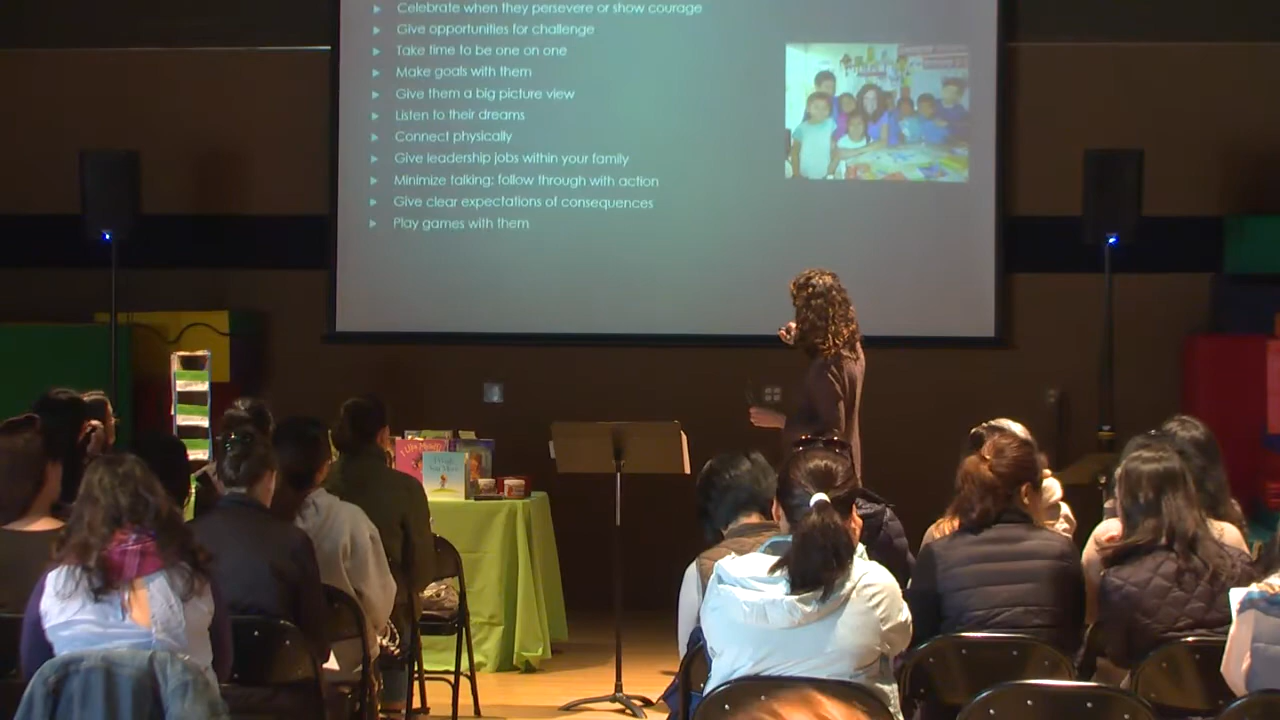 Celebrate when they persevere or show courage
Give opportunities for challenge
Take time to be one on one
Make goals with them
Give them a big picture view
Listen to their dreams
Connect physically
Give leadership jobs within your family
Minimize talking; follow through with action
Give clear expectations of consequences
Play games with them